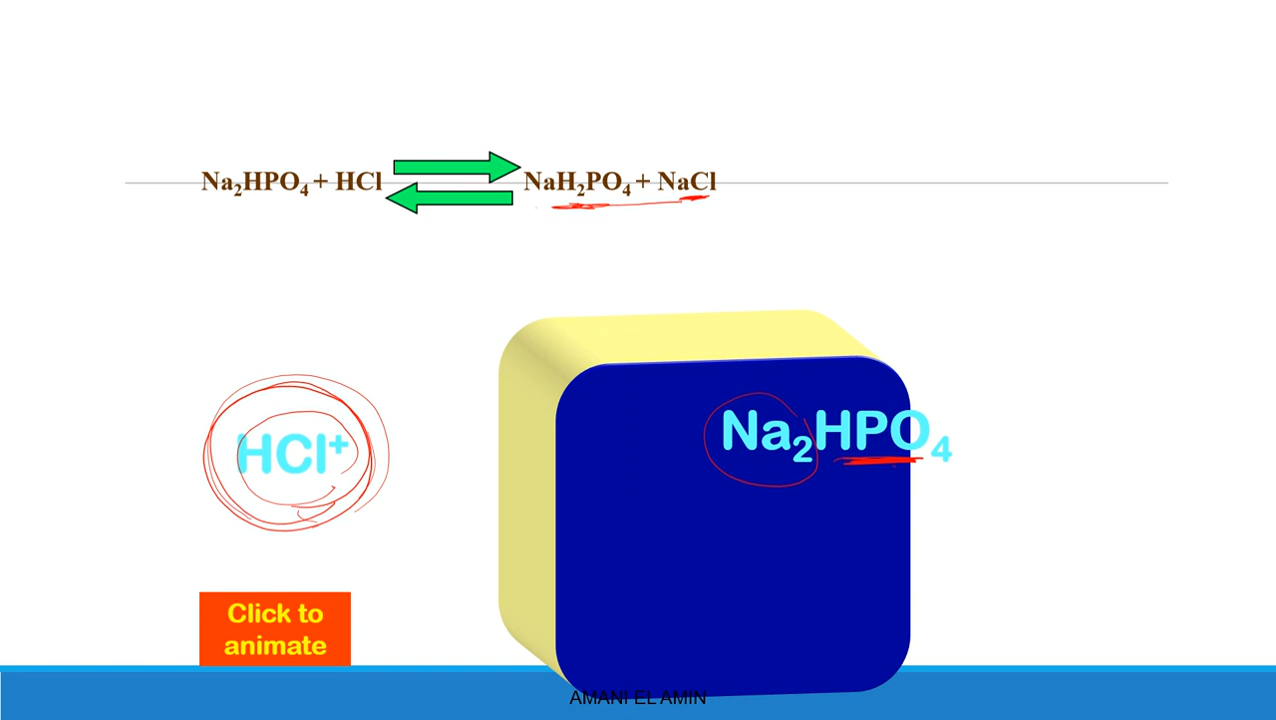 Na₂HPO₄ + HCl NaH₂PO₄ + NaCl
Na₂HPO₄
HCl⁺
Click to
animate
AMANI EL AMIN